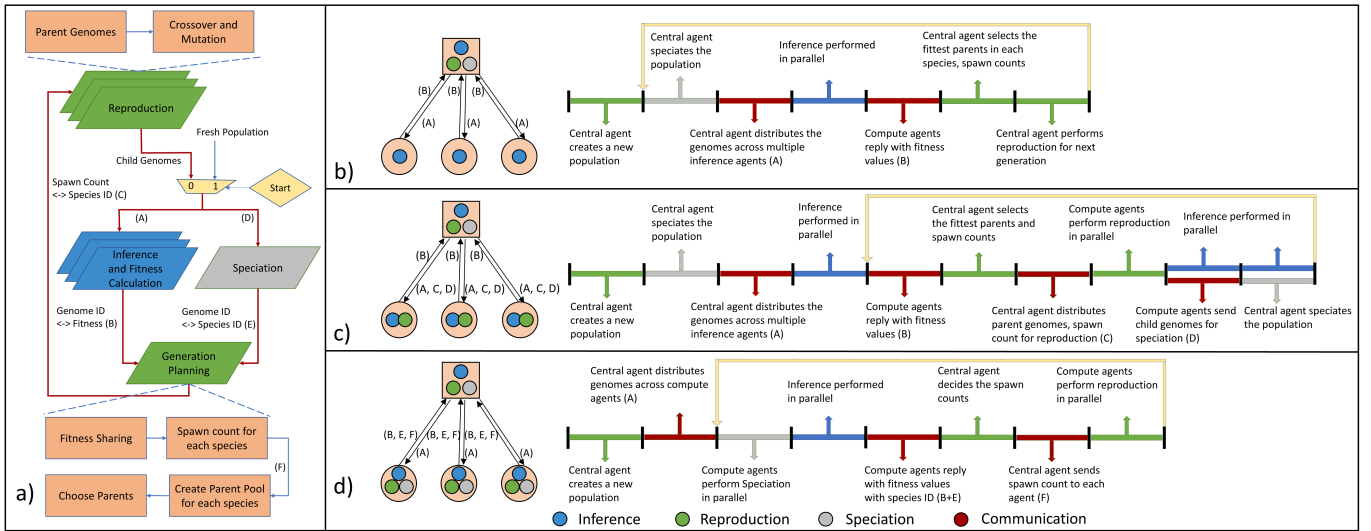 Parent Genomes
Crossover and
Mutation
Reproduction
Fresh Population
Child Genomes
0 1
Start
Spawn Count
<-> Species ID (C)
(A)
(D)
Inference
and Fitness
Calculation
Speciation
Genome ID
<-> Fitness (B)
Genome ID
<-> Species ID (E)
Generation
Planning
Fitness Sharing
Spawn count for
each species
(F)
Choose Parents
Create Parent Pool
for each species
a)
(B) (B) (B)
(A) (A) (A)
b)
Central agent
speciates the
population
Inference performed
in parallel
Central agent selects the
fittest parents in each
species, spawn counts
Central agent
creates a new
population
Central agent distributes the
genomes across multiple
inference agents (A)
Compute agents
reply with fitness
values (B)
Central agent performs
reproduction for next
generation
(B) (B) (B)
(A, C, D) (A, C, D) (A, C, D)
c)
Central agent
speciates the
population
Inference
performed in
parallel
Central agent selects
the fittest parents and
spawn counts
Compute agents
perform reproduction
in parallel
Inference performed in
parallel
Central agent
creates a new
population
Central agent distributes the
genomes across multiple
inference agents (A)
Compute agents
reply with fitness
values (B)
Central agent distributes
parent genomes, spawn
count for reproduction (C)
Compute agents send
child genomes for
speciation (D)
Central agent speciates
the population
(B, E, F) (B, E, F) (B, E, F)
(A) (A) (A)
d)
Central agent distributes
genomes across compute
agents (A)
Inference performed
in parallel
Central agent
decides the spawn
counts
Compute agents
perform reproduction
in parallel
Central agent
creates a new
population
Compute agents
perform Speciation
in parallel
Compute agents reply
with fitness values
with species ID (B+E)
Central agent sends
spawn count to each
agent (F)
Inference
Reproduction
Speciation
Communication